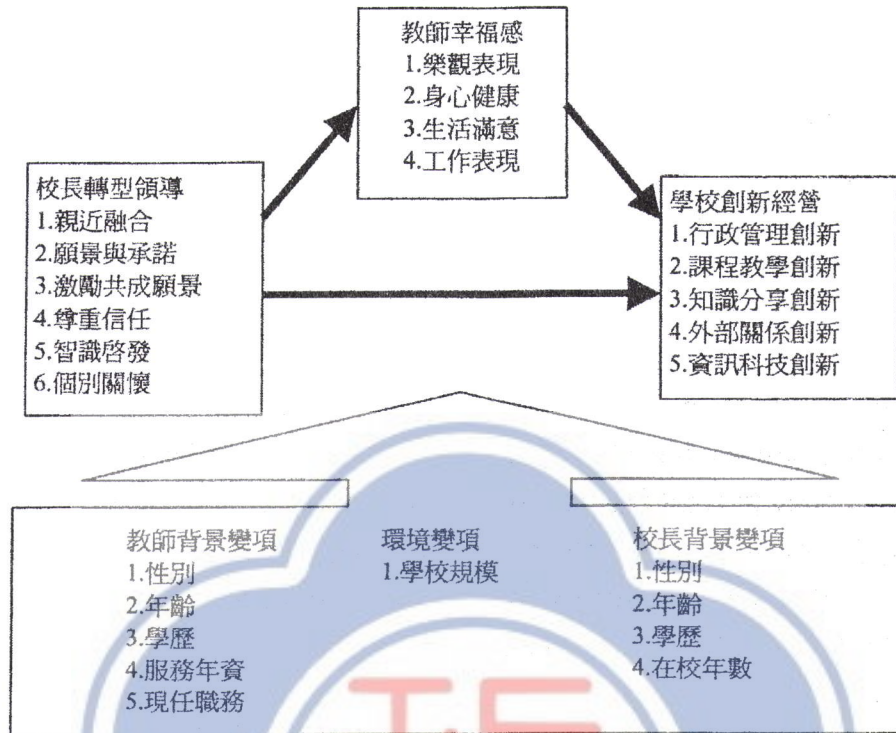 教師幸福感
1.樂觀表現
2.身心健康
3.生活滿意
4.工作表現
校長轉型領導
1.親近融合
2.願景與承諾
3.激勵共成願景
4.尊重信任
5.智識啓發
6.個別關懷
學校創新經營
1.行政管理創新
2.課程教學創新
3.知識分享創新
4.外部關係創新
5.資訊科技創新
教師背景變項
1.性別
2.年齡
3.學歷
4.服務年資
5.現任職務
環境變項
1.學校規模
校長背景變項
1.性別
2.年齡
3.學歷
4.在校年數